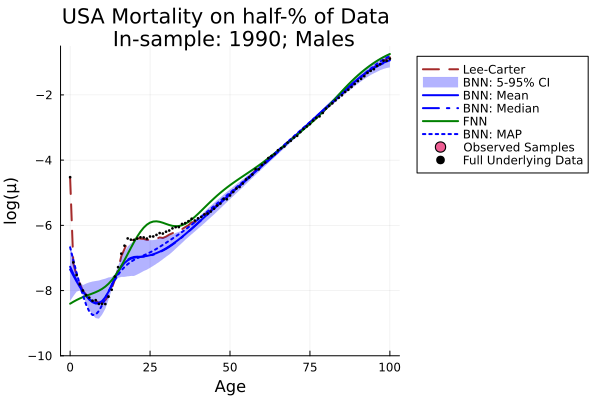 USA Mortality on half-% of Data
In-sample: 1990; Males
Lee-Carter
BNN: 5-95% CI
BNN: Mean
BNN: Median
FNN
BNN: MAP
Observed Samples
Full Underlying Data
log(μ)
−2
−4
−6
−8
−10
0
25
50
75
100
Age